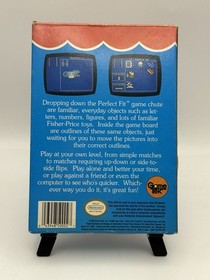 Dropping down the Perfect Fit™ game chute
are familiar, everyday objects such as let-
ters, numbers, figures, and lots of familiar
Fisher-Price toys. Inside the game board
are outlines of these same objects, just
waiting for you to move the pictures into
their correct outlines.
Play at your own level, from simple matches
to matches requiring up-down or side-to-
side flips. Play alone and better your time,
or play against a friend or even the
computer to see who's quicker. Which-
ever way you do it, it's great fun!
GameTek
Nintendo